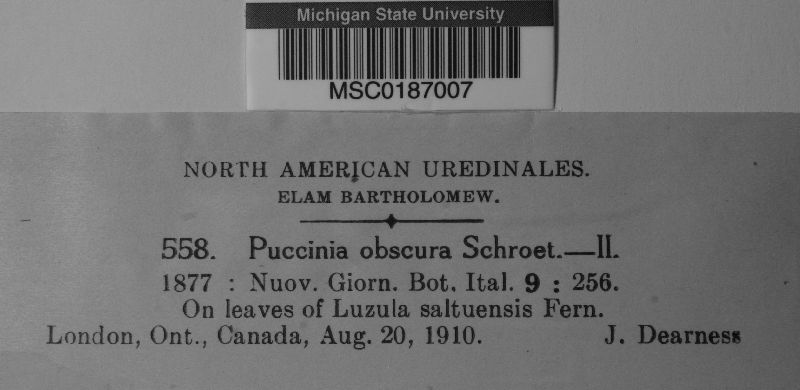 Michigan State University
MSC0187007
NORTH AMERICAN UREDINALES.
ELAM BARTHOLOMEW.
558. Puccinia obscura Schroet.—II.
1877 : Nuov. Giorn. Bot. Ital. 9 : 256.
On leaves of Luzula saltuensis Fern.
London, Ont., Canada, Aug. 20, 1910. J. Dearness